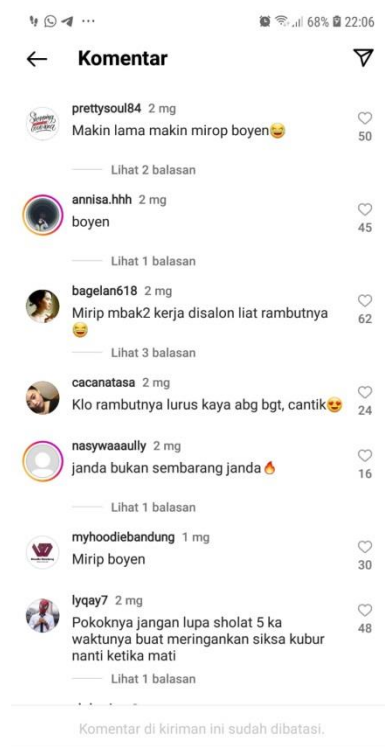 68% 22:06
Komentar
prettysoul84 2 mg
Makin lama makin mirop boyen😂
50
Lihat 2 balasan
annisa.hhh 2 mg
boyen
45
Lihat 1 balasan
bagelan618 2 mg
Mirip mbak2 kerja disalon liat rambutnya
😂
62
Lihat 3 balasan
cacanatasa 2 mg
Klo rambutnya lurus kaya abg bgt, cantik😍
24
nasywaaaully 2 mg
janda bukan sembarang janda🔥
16
Lihat 1 balasan
myhoodiebandung 1 mg
Mirip boyen
30
lyqay7 2 mg
Pokoknya jangan lupa sholat 5 ka
waktunya buat meringankan siksa kubur
nanti ketika mati
48
Lihat 1 balasan
Komentar di kiriman ini sudah dibatasi.